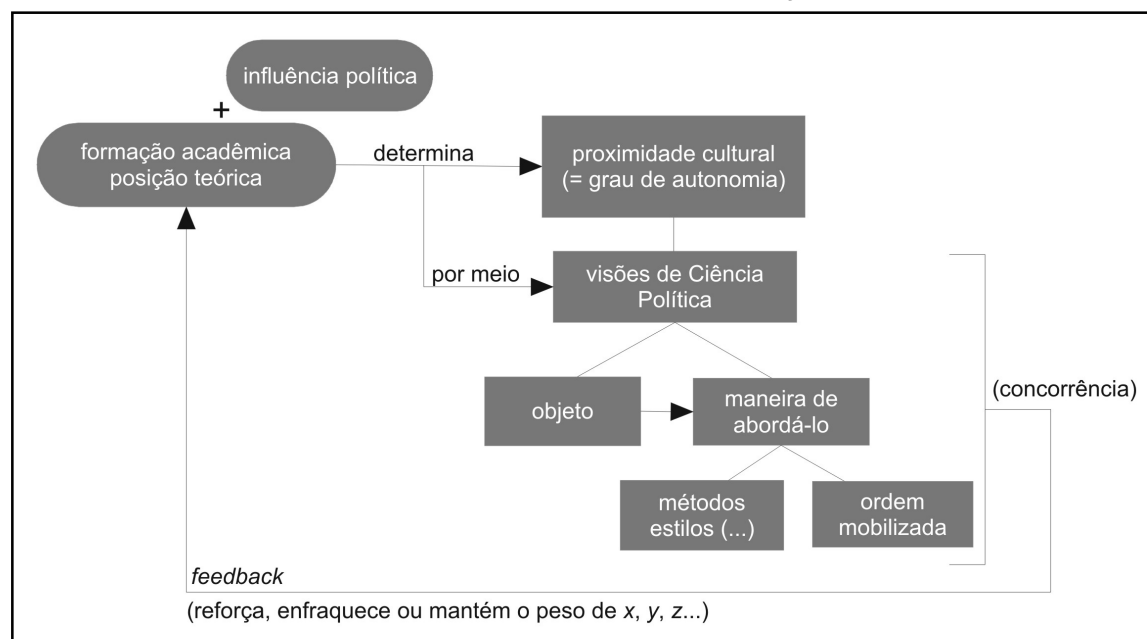 influência política
+
formação acadêmica
posição teórica
determina
proximidade cultural
(= grau de autonomia)
por meio
visões de Ciência
Política
objeto
maneira de
abordá-lo
(concorrência)
métodos
estilos (...)
ordem
mobilizada
feedback
(reforça, enfraquece ou mantém o peso de x, y, z...)